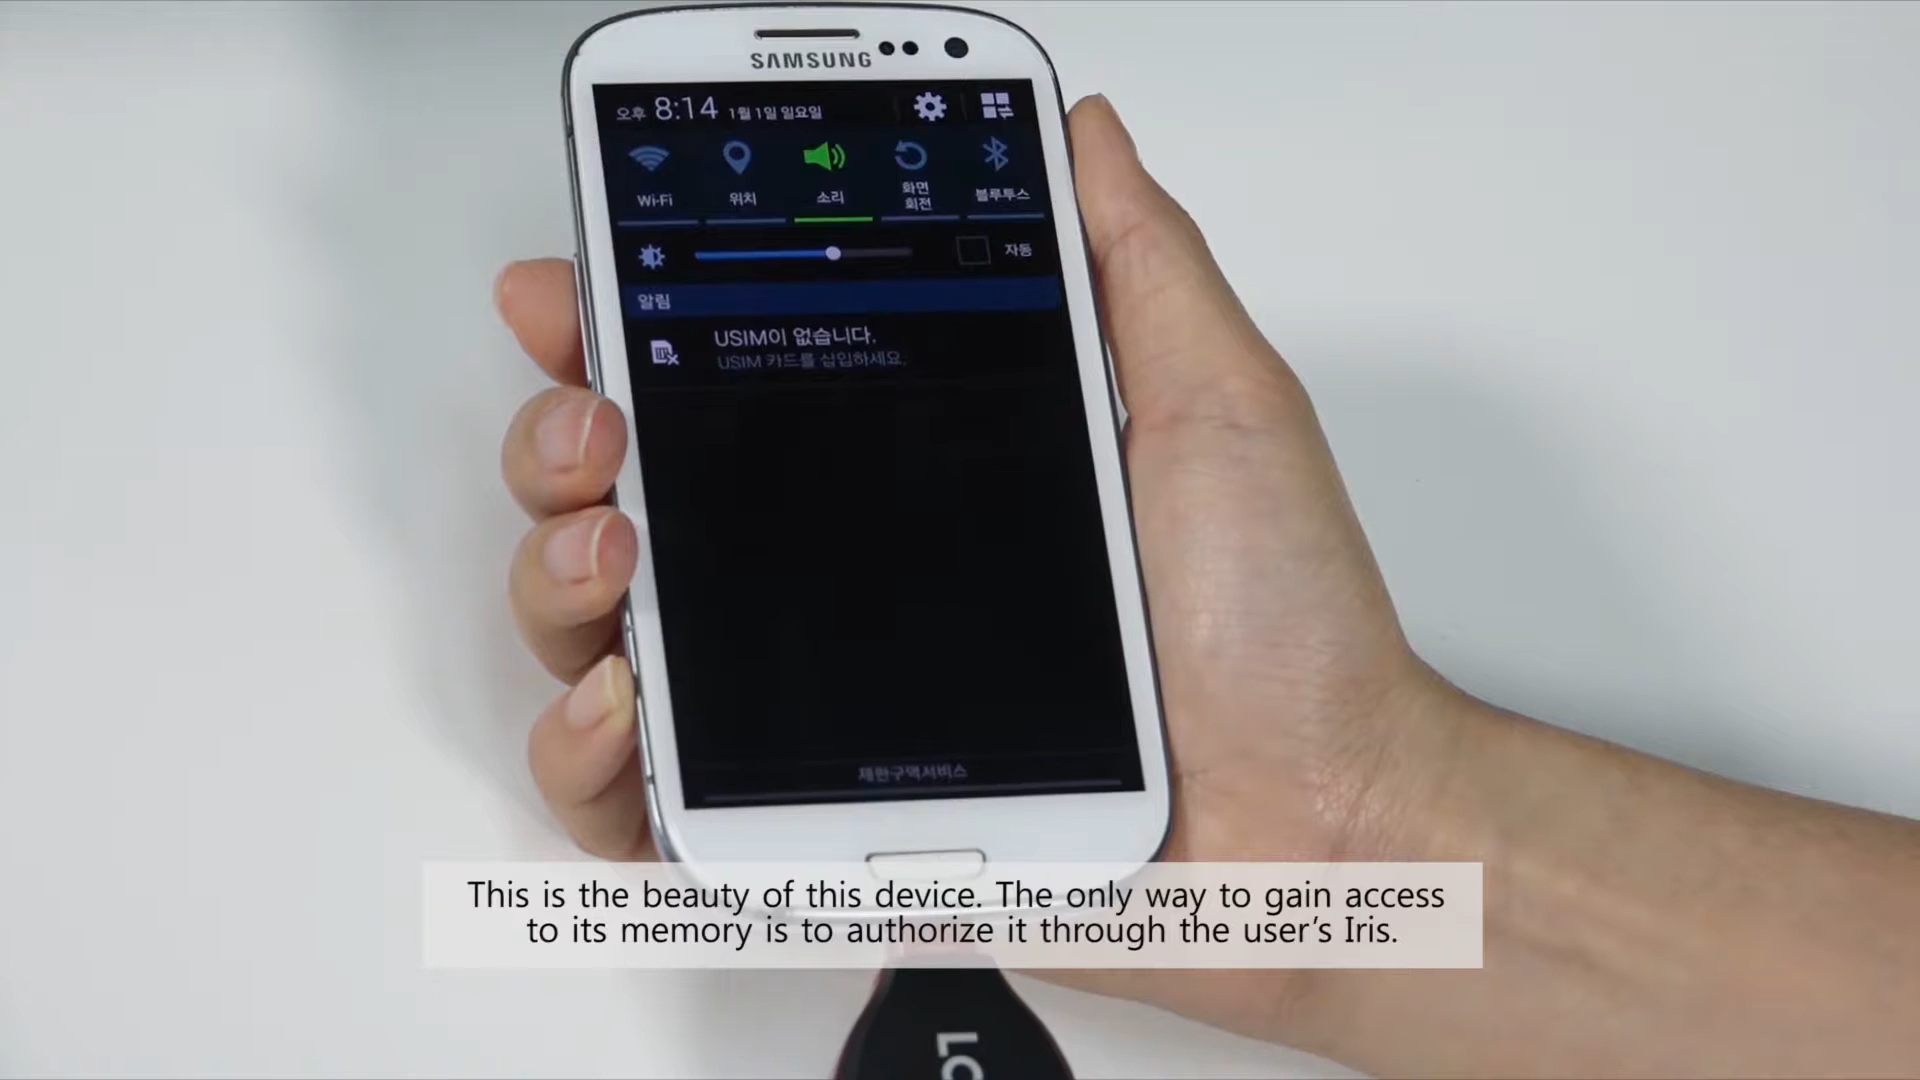 SAMSUNG
오후 8:14 1월 1일 일요일
Wi-Fi 위치 소리 화면 회전 블루투스
자동
알림
USIM이 없습니다.
USIM 카드를 삽입하세요.
제한구역서비스
This is the beauty of this device. The only way to gain access
to its memory is to authorize it through the user's Iris.
LO